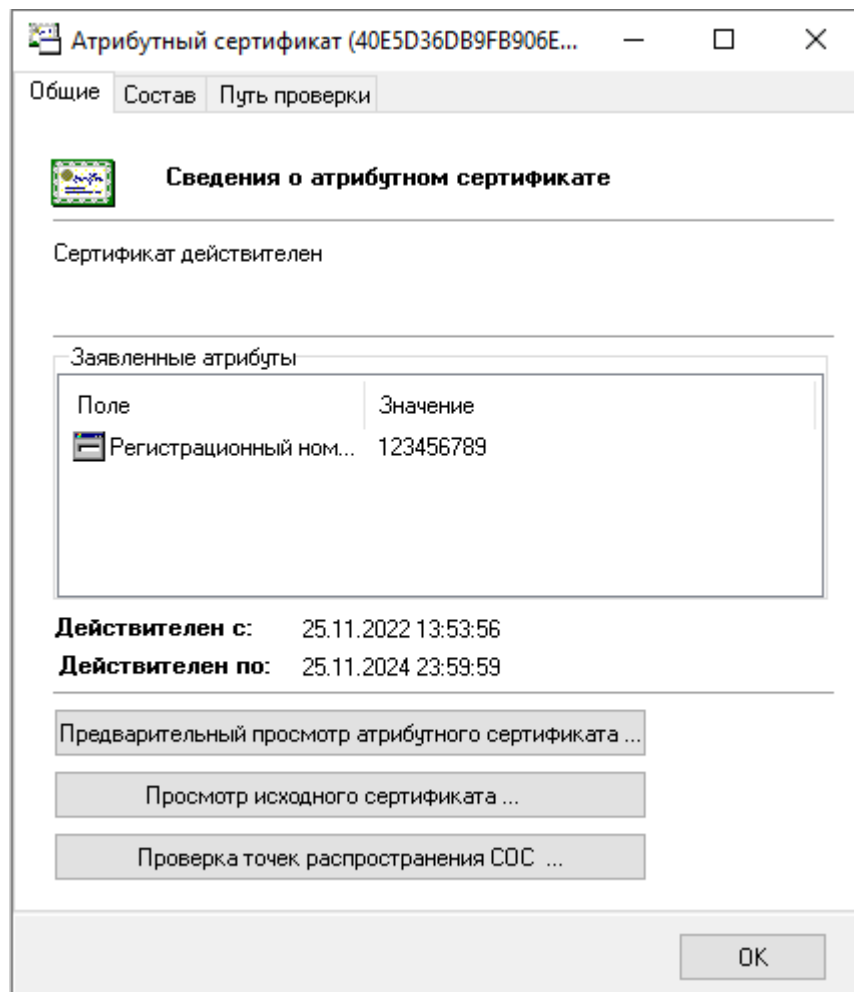 Атрибутный сертификат (40E5D36DB9FB906E...
Общие Состав Путь проверки
Сведения о атрибутном сертификате
Сертификат действителен
Заявленные атрибуты
Поле Значение
Регистрационный ном... 123456789
Действителен с: 25.11.2022 13:53:56
Действителен по: 25.11.2024 23:59:59
Предварительный просмотр атрибутного сертификата ...
Просмотр исходного сертификата ...
Проверка точек распространения СОС ...
OK